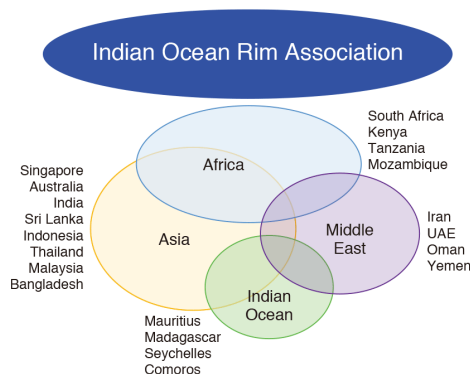 Indian Ocean Rim Association
South Africa
Kenya
Tanzania
Mozambique
Africa
Singapore
Australia
India
Sri Lanka
Indonesia
Thailand
Malaysia
Bangladesh
Asia
Middle
East
Iran
UAE
Oman
Yemen
Indian
Ocean
Mauritius
Madagascar
Seychelles
Comoros